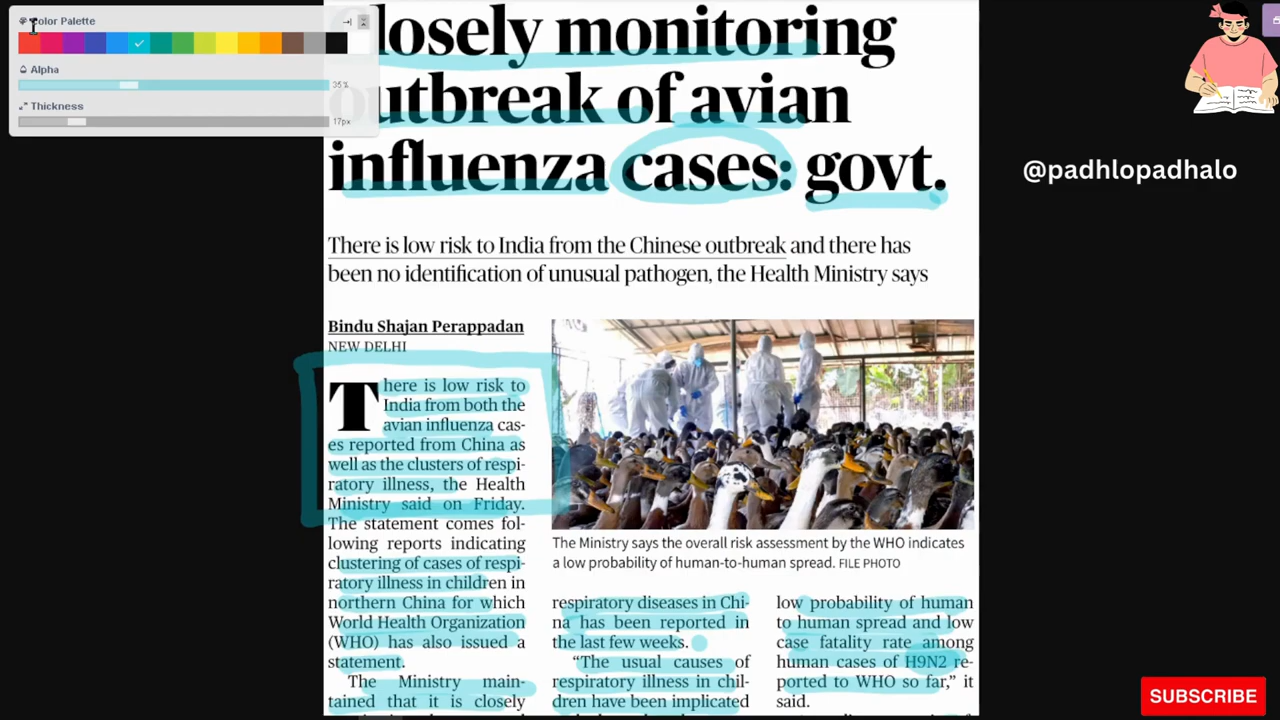 Color Palette
Alpha
35%
Thickness
17px
losely monitoring
outbreak of avian
influenza cases: govt.
There is low risk to India from the Chinese outbreak and there has
been no identification of unusual pathogen, the Health Ministry says
Bindu Shajan Perappadan
NEW DELHI
There is low risk to
India from both the
avian influenza cas-
es reported from China as
well as the clusters of respi-
ratory illness, the Health
Ministry said on Friday.
The statement comes fol-
lowing reports indicating
clustering of cases of respi-
ratory illness in children in
northern China for which
World Health Organization
(WHO) has also issued a
statement.
The Ministry main-
tained that it is closely
The Ministry says the overall risk assessment by the WHO indicates
a low probability of human-to-human spread. FILE PHOTO
respiratory diseases in Chi-
na has been reported in
the last few weeks.
“The usual causes of
respiratory illness in chil-
dren have been implicated
low probability of human
to human spread and low
case fatality rate among
human cases of H9N2 re-
ported to WHO so far,” it
said.
@padhlopadhalo
SUBSCRIBE